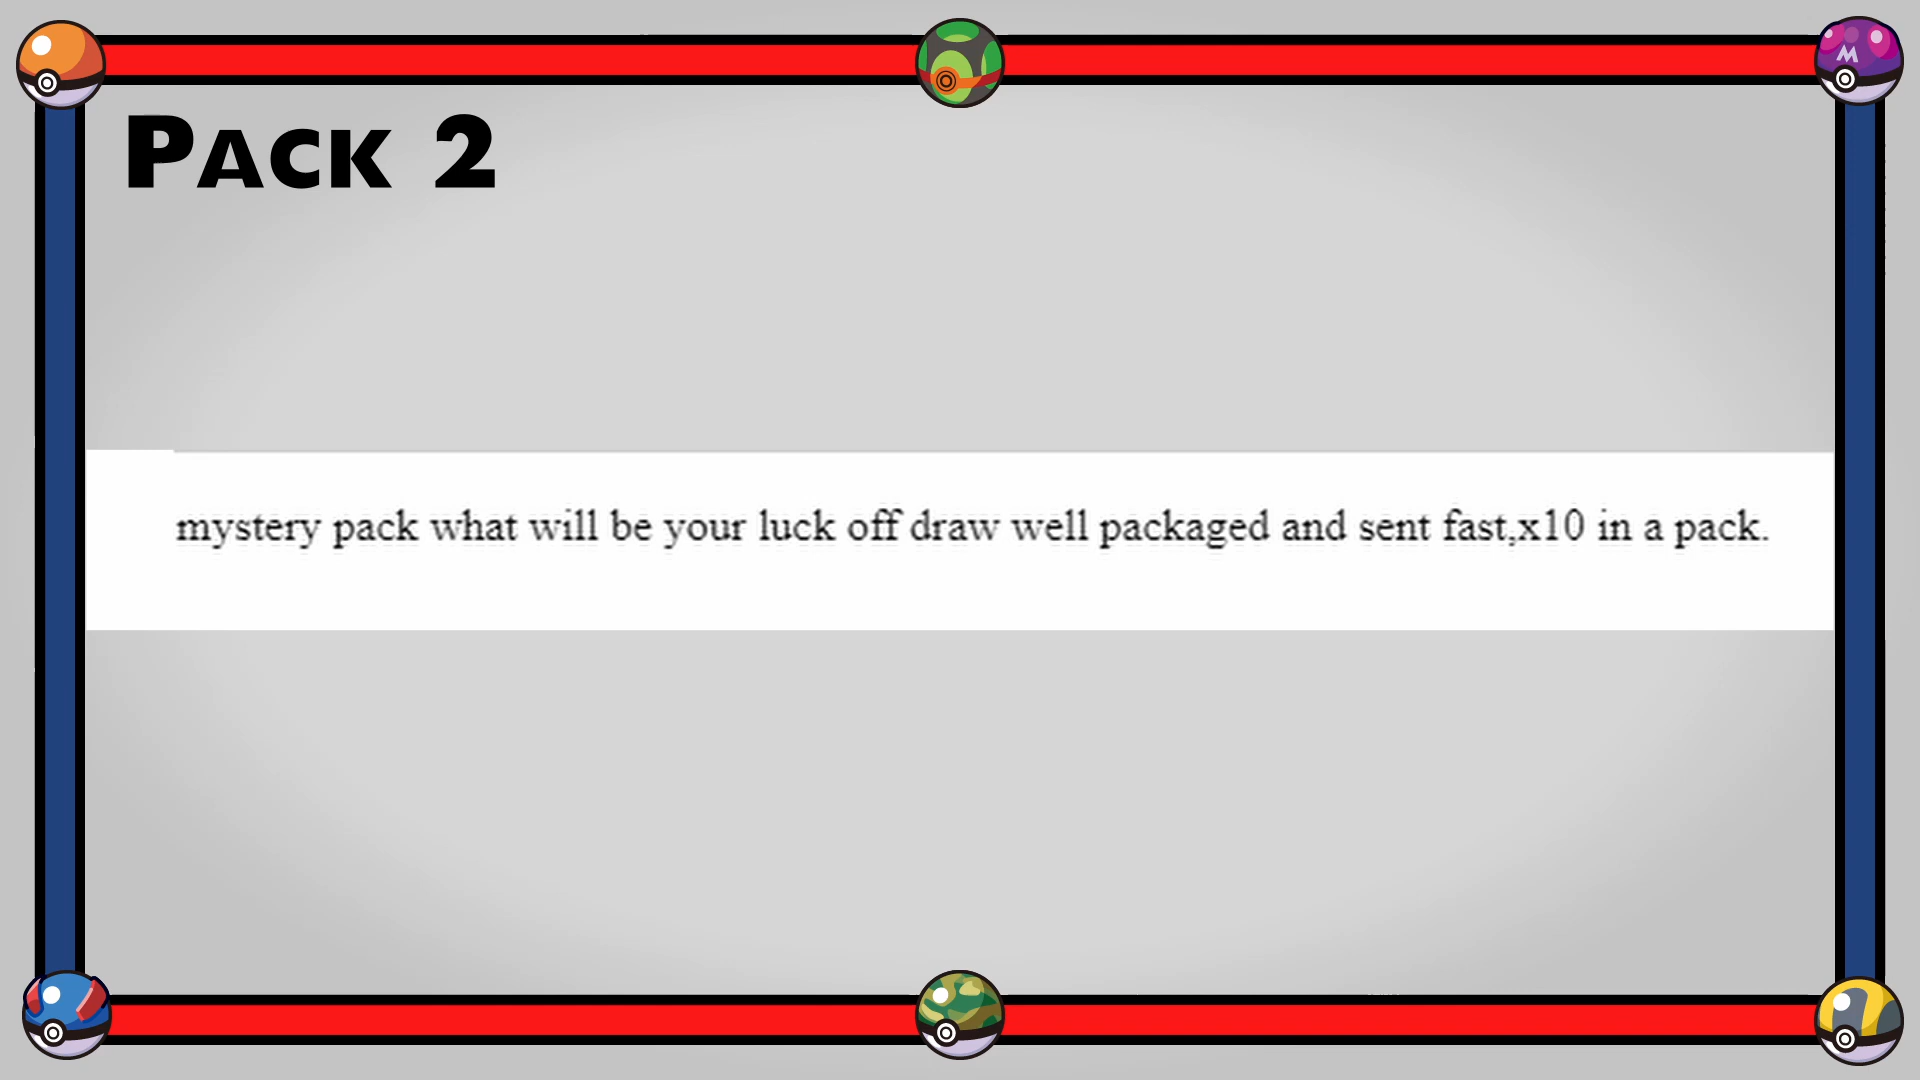 PACK 2
mystery pack what will be your luck off draw well packaged and sent fast,x10 in a pack.
M